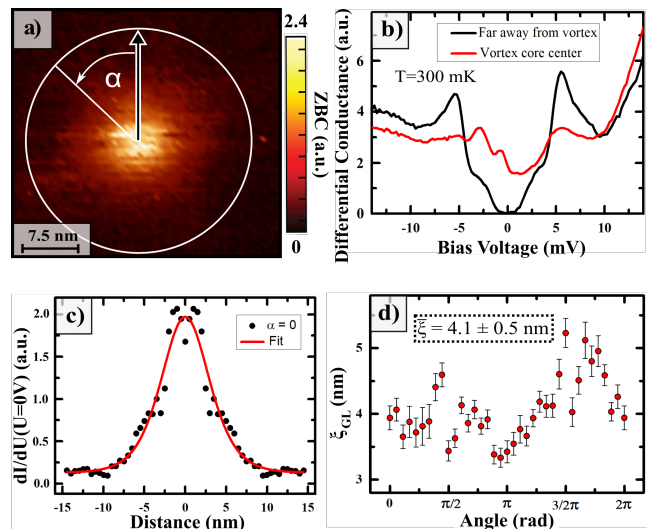 a)
α
7.5 nm
2.4
ZBC (a.u.)
0
b)
Far away from vortex
Vortex core center
T=300 mK
Differential Conductance (a.u.)
6
4
2
0
-10
-5
0
5
10
Bias Voltage (mV)
c)
α = 0
Fit
dI/dU(U=0V) (a.u.)
2.0
1.5
1.0
0.5
0.0
-15
-10
-5
0
5
10
15
Distance (nm)
d)
ξ = 4.1 ± 0.5 nm
ξGL (nm)
5
4
3
0
π/2
π
3/2π
2π
Angle (rad)